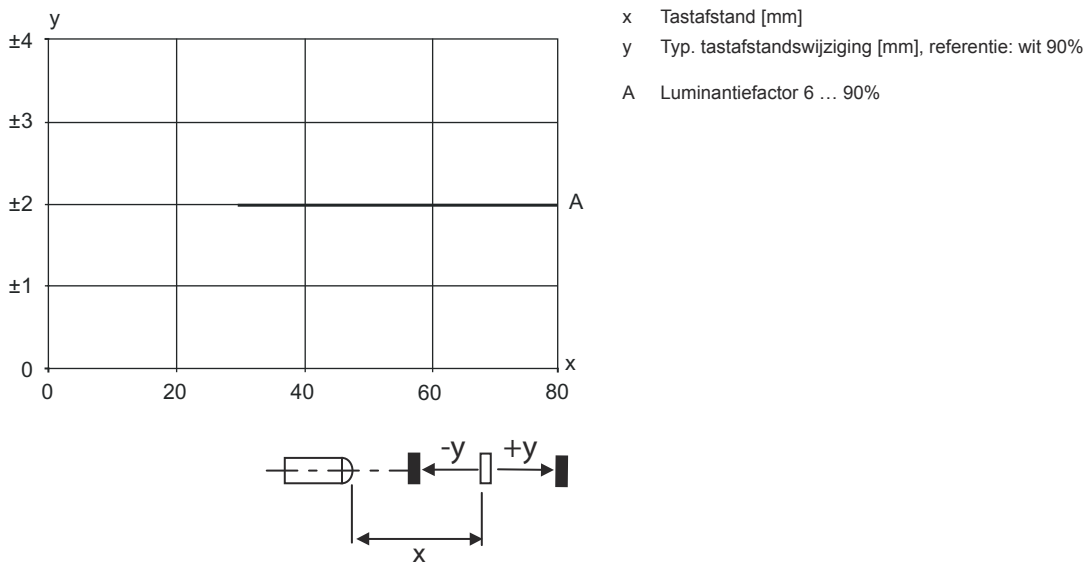 y
±4
±3
±2
±1
0
A
x
0 20 40 60 80
x Tastafstand [mm]
y Typ. tastafstandswijziging [mm], referentie: wit 90%
A Luminantiefactor 6 … 90%
-y +y
x